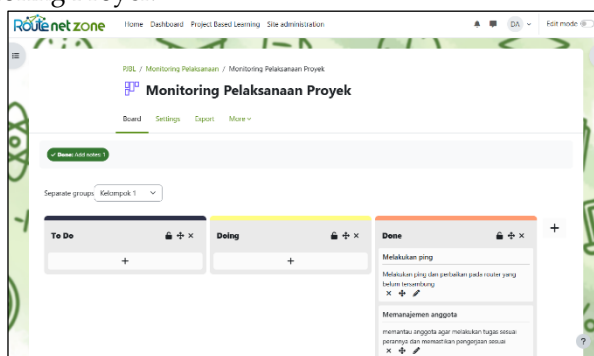 Route net zone
Home Dashboard Project Based Learning Site administration
DA
Edit mode
PJBL / Monitoring Pelaksanaan / Monitoring Pelaksanaan Proyek
Monitoring Pelaksanaan Proyek
Board Settings Export More
Done: Add notes: 1
Separate groups Kelompok 1
To Do
Doing
Done
Melakukan ping
Melakukan ping dan perbaikan pada router yang
belum tersambung
Memanajemen anggota
memantau anggota agar melakukan tugas sesuai
perannya dan memastikan pengerjaan sesuai